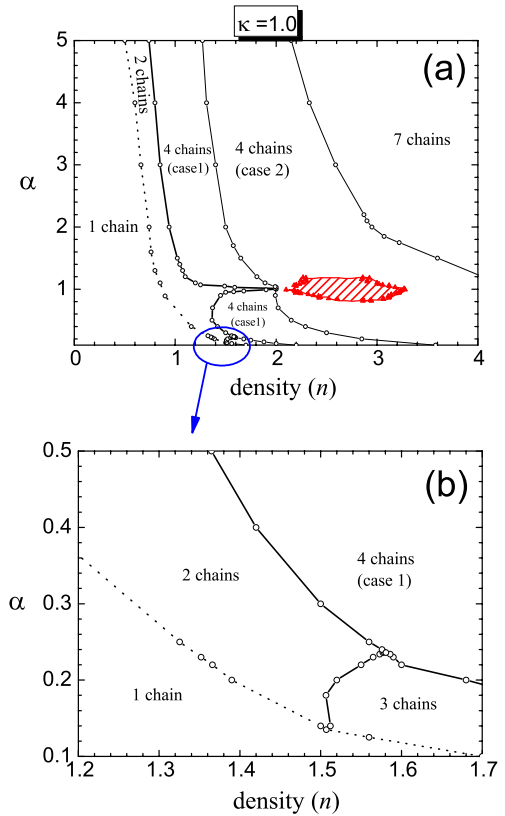 κ =1.0
(a)
5
4
3
2
1
α
2 chains
4 chains
(case1)
4 chains
(case 2)
7 chains
1 chain
4 chains
(case1)
0 1 2 3 4
density (n)
(b)
0.5
0.4
0.3
0.2
0.1
α
2 chains
4 chains
(case 1)
1 chain
3 chains
1.2 1.3 1.4 1.5 1.6 1.7
density (n)